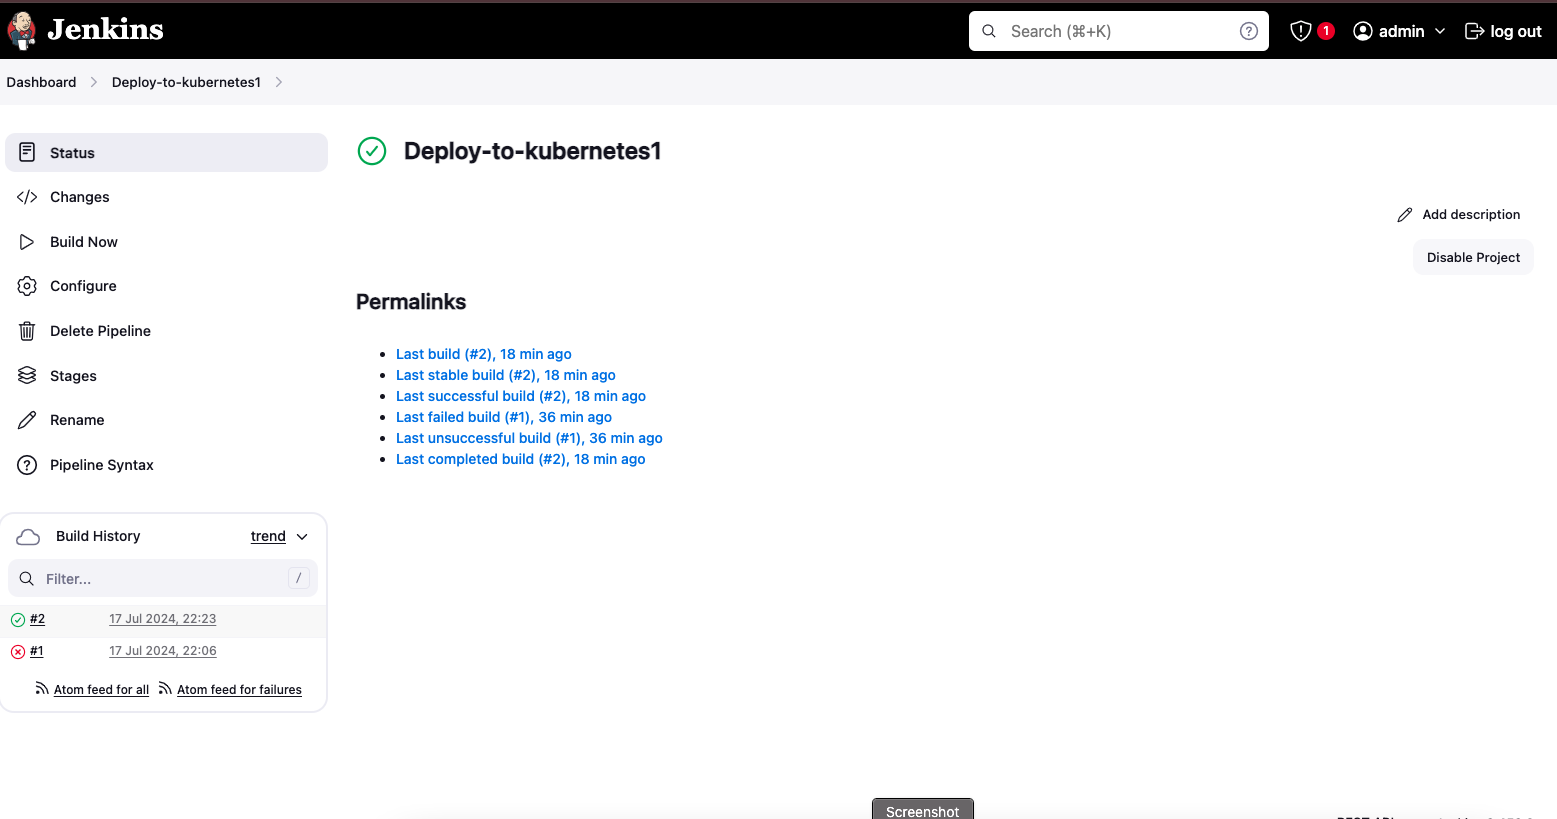 Jenkins
Search (⌘+K)
1
admin
log out
Dashboard
Deploy-to-kubernetes1
Status
Changes
Build Now
Configure
Delete Pipeline
Stages
Rename
Pipeline Syntax
Build History
trend
Filter...
/
#2 17 Jul 2024, 22:23
#1 17 Jul 2024, 22:06
Atom feed for all Atom feed for failures
Deploy-to-kubernetes1
Add description
Disable Project
Permalinks
Last build (#2), 18 min ago
Last stable build (#2), 18 min ago
Last successful build (#2), 18 min ago
Last failed build (#1), 36 min ago
Last unsuccessful build (#1), 36 min ago
Last completed build (#2), 18 min ago
Screenshot